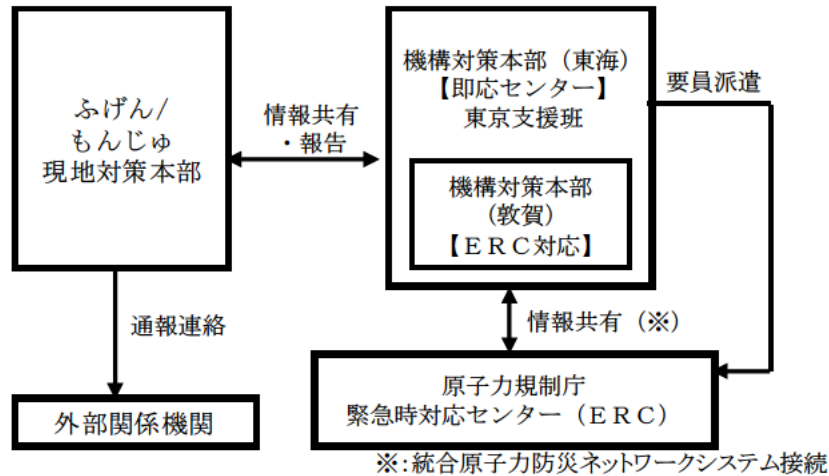 ふげん/
もんじゅ
現地対策本部
情報共有
・報告
機構対策本部（東海）
【即応センター】
東京支援班
要員派遣
機構対策本部
（敦賀）
【ＥＲＣ対応】
通報連絡
情報共有（※）
外部関係機関
原子力規制庁
緊急時対応センター（ＥＲＣ）
※：統合原子力防災ネットワークシステム接続